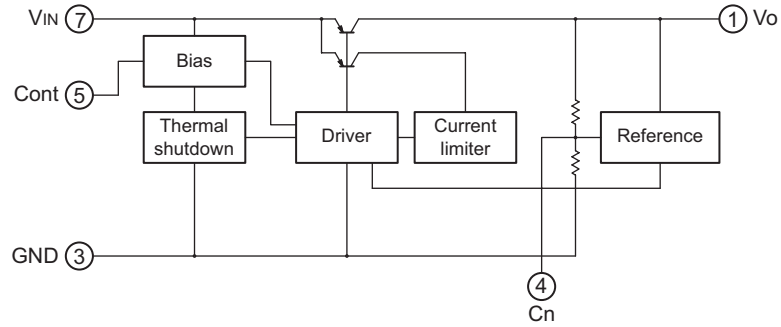 VIN 7
1 Vo
Bias
Cont 5
Thermal
shutdown
Driver
Current
limiter
Reference
GND 3
4
Cn